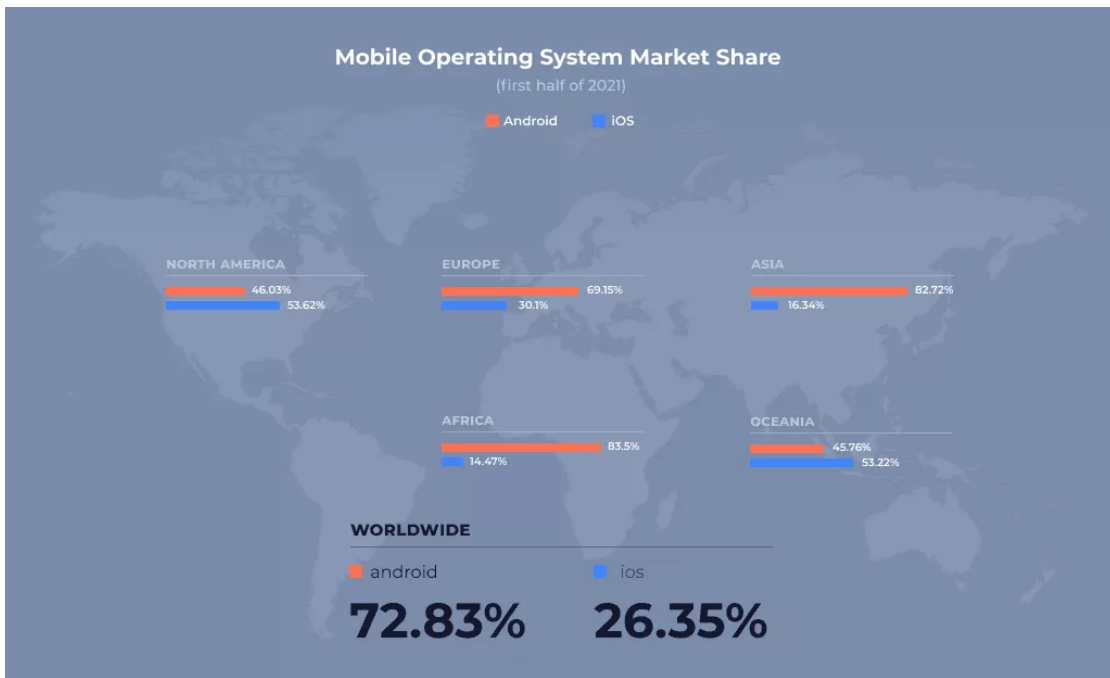 Mobile Operating System Market Share
(first half of 2021)
Android iOS
NORTH AMERICA
46.03%
53.62%
EUROPE
69.15%
30.1%
ASIA
82.72%
16.34%
AFRICA
83.5%
14.47%
OCEANIA
45.76%
53.22%
WORLDWIDE
android ios
72.83% 26.35%